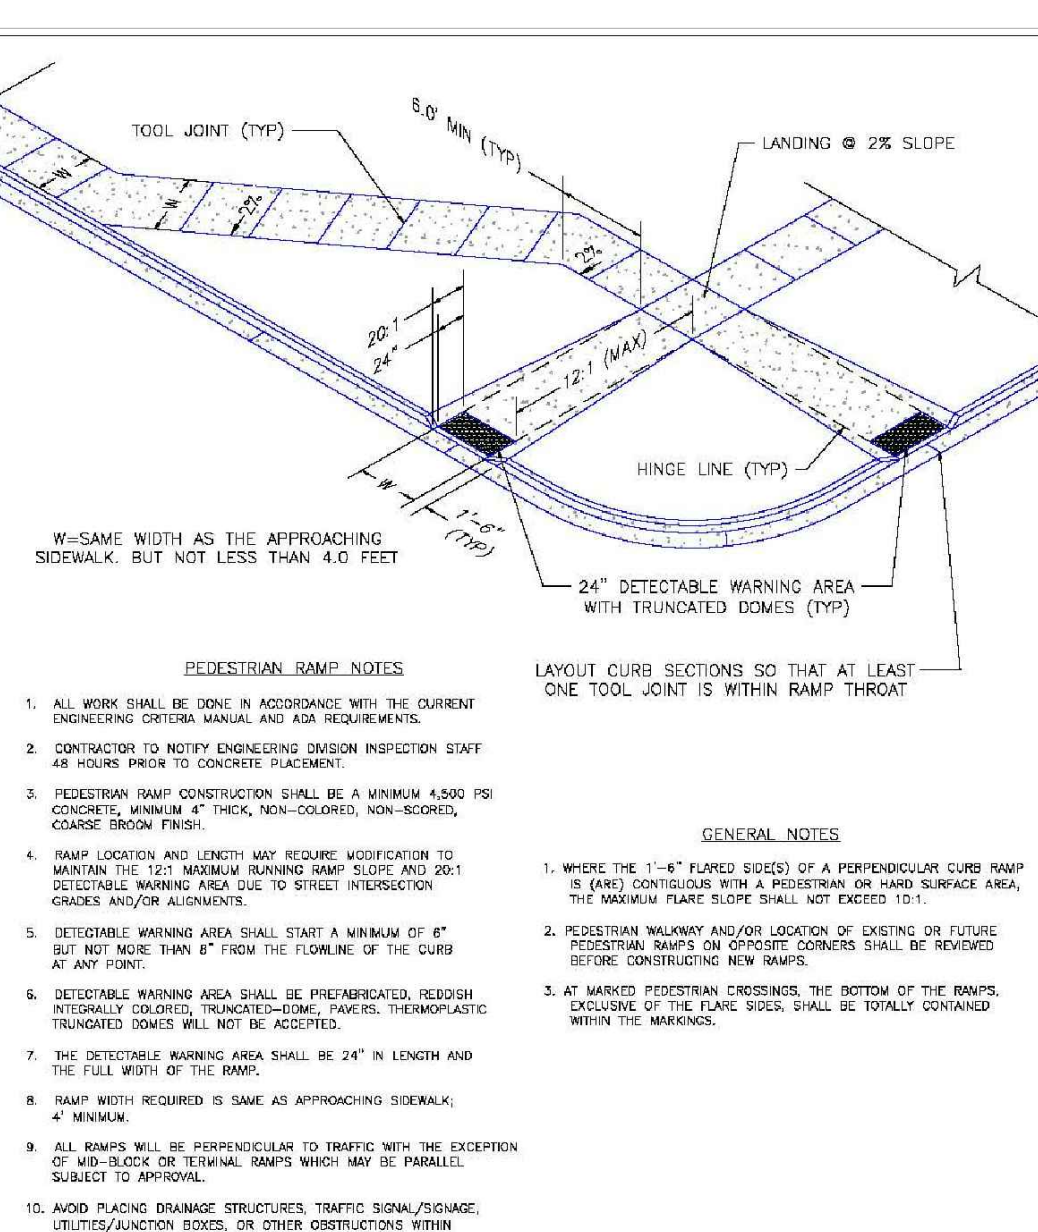 6.0' MIN (TYP)
TOOL JOINT (TYP)
LANDING @ 2% SLOPE
W
W
2%
2%
20:1
24"
12:1 (MAX)
HINGE LINE (TYP)
W
1'-6"
(TYP)
W=SAME WIDTH AS THE APPROACHING
SIDEWALK. BUT NOT LESS THAN 4.0 FEET
24" DETECTABLE WARNING AREA
WITH TRUNCATED DOMES (TYP)
LAYOUT CURB SECTIONS SO THAT AT LEAST
ONE TOOL JOINT IS WITHIN RAMP THROAT
PEDESTRIAN RAMP NOTES
1. ALL WORK SHALL BE DONE IN ACCORDANCE WITH THE CURRENT
ENGINEERING CRITERIA MANUAL AND ADA REQUIREMENTS.
2. CONTRACTOR TO NOTIFY ENGINEERING DIVISION INSPECTION STAFF
48 HOURS PRIOR TO CONCRETE PLACEMENT.
3. PEDESTRIAN RAMP CONSTRUCTION SHALL BE A MINIMUM 4,500 PSI
CONCRETE, MINIMUM 4" THICK, NON-COLORED, NON-SCORED,
COARSE BROOM FINISH.
4. RAMP LOCATION AND LENGTH MAY REQUIRE MODIFICATION TO
MAINTAIN THE 12:1 MAXIMUM RUNNING RAMP SLOPE AND 20:1
DETECTABLE WARNING AREA DUE TO STREET INTERSECTION
GRADES AND/OR ALIGNMENTS.
5. DETECTABLE WARNING AREA SHALL START A MINIMUM OF 6"
BUT NOT MORE THAN 8" FROM THE FLOWLINE OF THE CURB
AT ANY POINT.
6. DETECTABLE WARNING AREA SHALL BE PREFABRICATED, REDDISH
INTEGRALLY COLORED, TRUNCATED-DOME, PAVERS. THERMOPLASTIC
TRUNCATED DOMES WILL NOT BE ACCEPTED.
7. THE DETECTABLE WARNING AREA SHALL BE 24" IN LENGTH AND
THE FULL WIDTH OF THE RAMP.
8. RAMP WIDTH REQUIRED IS SAME AS APPROACHING SIDEWALK;
4' MINIMUM.
9. ALL RAMPS WILL BE PERPENDICULAR TO TRAFFIC WITH THE EXCEPTION
OF MID-BLOCK OR TERMINAL RAMPS WHICH MAY BE PARALLEL
SUBJECT TO APPROVAL.
10. AVOID PLACING DRAINAGE STRUCTURES, TRAFFIC SIGNAL/SIGNAGE,
UTILITIES/JUNCTION BOXES, OR OTHER OBSTRUCTIONS WITHIN
GENERAL NOTES
1. WHERE THE 1'-6" FLARED SIDE(S) OF A PERPENDICULAR CURB RAMP
IS (ARE) CONTIGUOUS WITH A PEDESTRIAN OR HARD SURFACE AREA,
THE MAXIMUM FLARE SLOPE SHALL NOT EXCEED 10:1.
2. PEDESTRIAN WALKWAY AND/OR LOCATION OF EXISTING OR FUTURE
PEDESTRIAN RAMPS ON OPPOSITE CORNERS SHALL BE REVIEWED
BEFORE CONSTRUCTING NEW RAMPS.
3. AT MARKED PEDESTRIAN CROSSINGS, THE BOTTOM OF THE RAMPS,
EXCLUSIVE OF THE FLARE SIDES, SHALL BE TOTALLY CONTAINED
WITHIN THE MARKINGS.